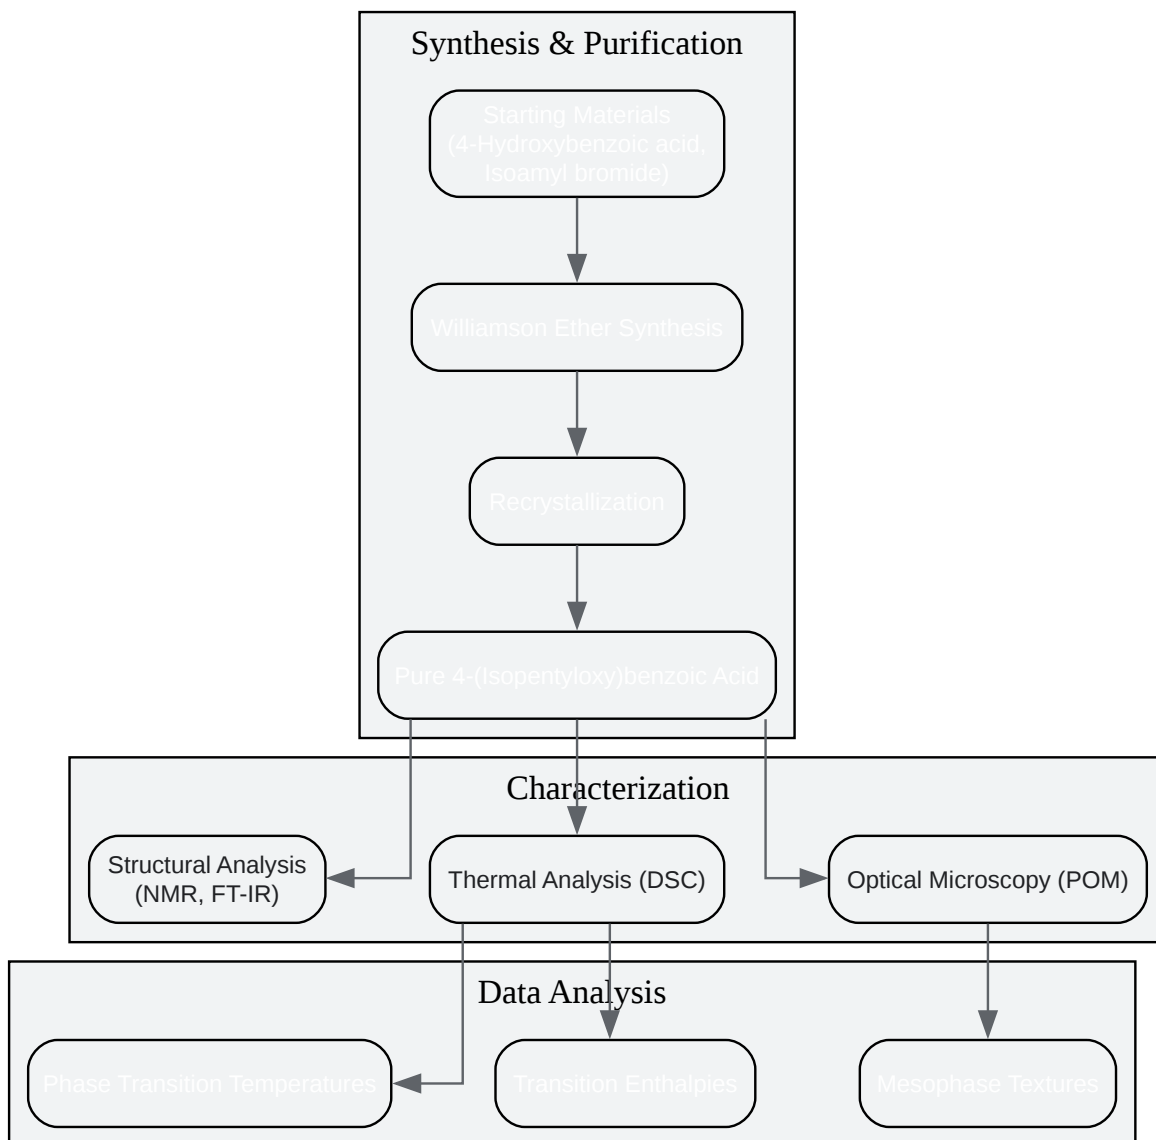 Synthesis & Purification
Starting Materials
(4-Hydroxybenzoic acid,
Isoamyl bromide)
Williamson Ether Synthesis
Recrystallization
Pure 4-(Isopentyloxy)benzoic Acid
Characterization
Structural Analysis
(NMR, FT-IR)
Thermal Analysis (DSC)
Optical Microscopy (POM)
Data Analysis
Phase Transition Temperatures
Transition Enthalpies
Mesophase Textures